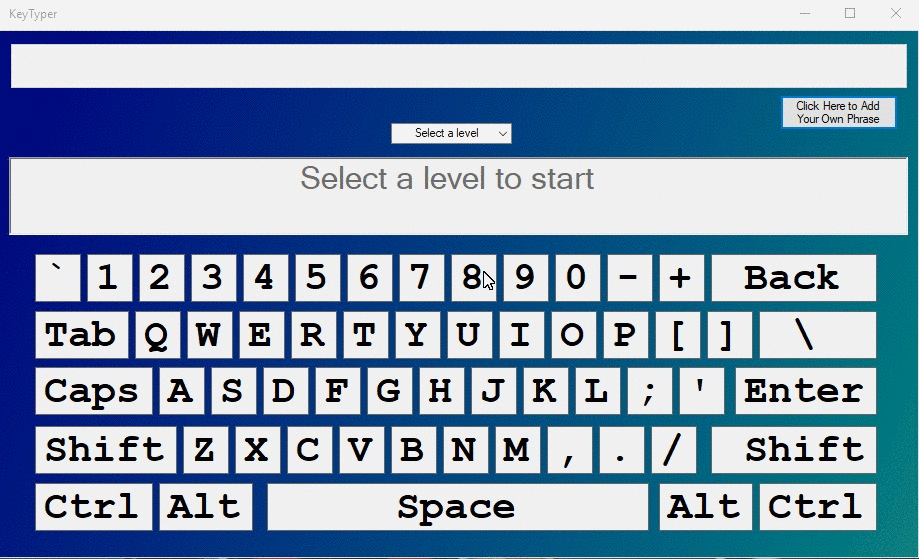 KeyTyper
Click Here to Add
Your Own Phrase
Select a level
Select a level to start
` 1 2 3 4 5 6 7 8 9 0 - + Back
Tab Q W E R T Y U I O P [ ] \
Caps A S D F G H J K L ; ' Enter
Shift Z X C V B N M , . / Shift
Ctrl Alt Space Alt Ctrl